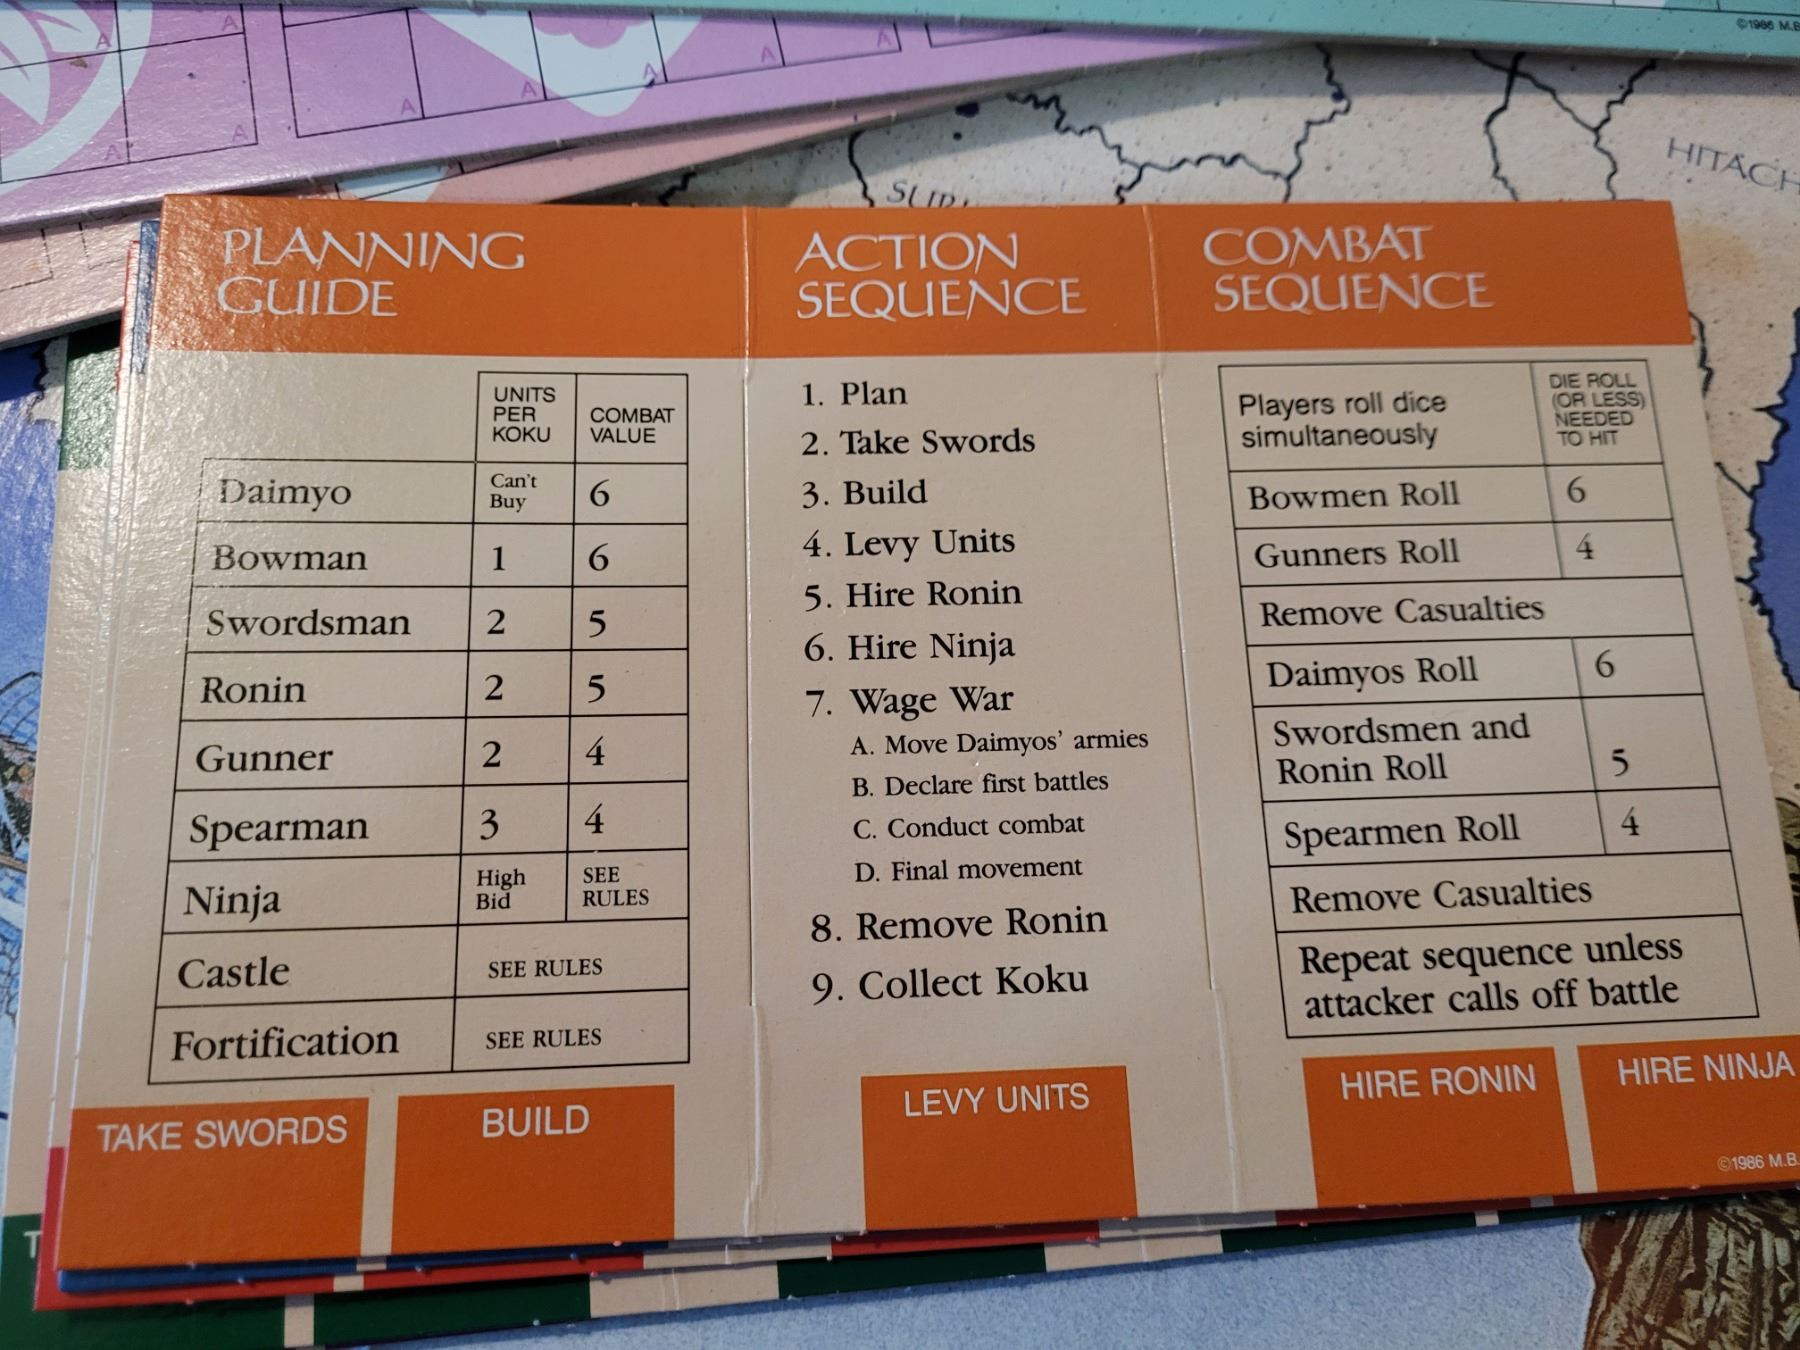 ©1986 M.B.
A
A
A
A
A
A
A
A
A
A
HITACH
PLANNING
GUIDE
UNITS
PER
KOKU
COMBAT
VALUE
Daimyo
Can't
Buy
6
Bowman
1
6
Swordsman
2
5
Ronin
2
5
Gunner
2
4
Spearman
3
4
Ninja
High
Bid
SEE
RULES
Castle
SEE RULES
Fortification
SEE RULES
ACTION
SEQUENCE
1. Plan
2. Take Swords
3. Build
4. Levy Units
5. Hire Ronin
6. Hire Ninja
7. Wage War
A. Move Daimyos' armies
B. Declare first battles
C. Conduct combat
D. Final movement
8. Remove Ronin
9. Collect Koku
COMBAT
SEQUENCE
Players roll dice
simultaneously
DIE ROLL
(OR LESS)
NEEDED
TO HIT
Bowmen Roll
6
Gunners Roll
4
Remove Casualties
Daimyos Roll
6
Swordsmen and
Ronin Roll
5
Spearmen Roll
4
Remove Casualties
Repeat sequence unless
attacker calls off battle
TAKE SWORDS
BUILD
LEVY UNITS
HIRE RONIN
HIRE NINJA
©1986 M.B.
T